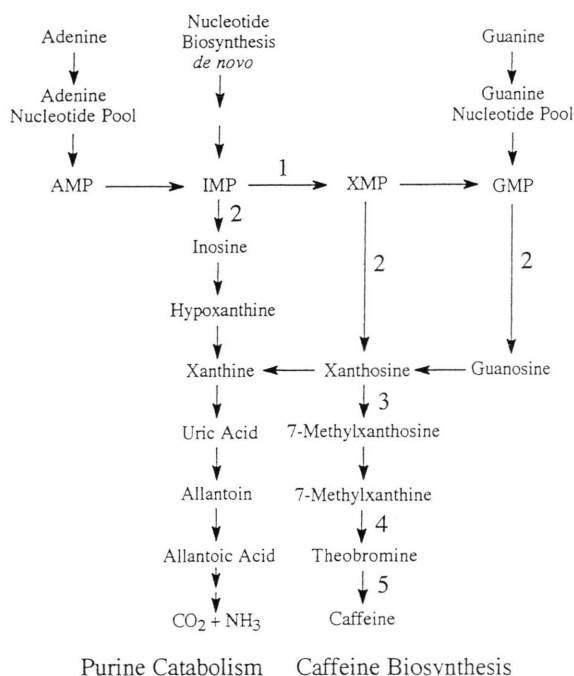 Nucleotide
Biosynthesis
de novo
Adenine
Guanine
Adenine
Nucleotide Pool
Guanine
Nucleotide Pool
AMP
IMP
1
XMP
GMP
2
Inosine
2
2
Hypoxanthine
Xanthine
Xanthosine
Guanosine
3
Uric Acid
7-Methylxanthosine
Allantoin
7-Methylxanthine
4
Allantoic Acid
Theobromine
5
CO2 + NH3
Caffeine
Purine Catabolism
Caffeine Biosynthesis